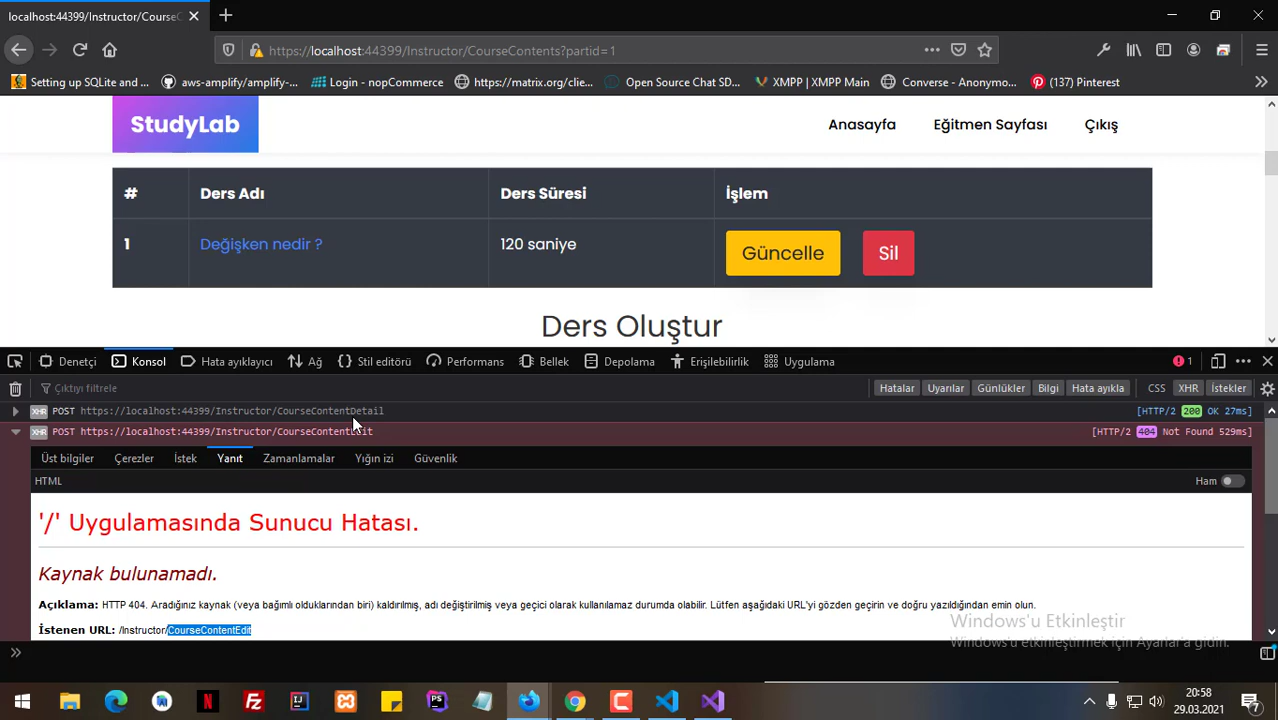 localhost:44399/Instructor/CourseC
https://localhost:44399/Instructor/CourseContents?partid=1
Setting up SQLite and ...
aws-amplify/amplify-...
Login - nopCommerce
https://matrix.org/clie...
Open Source Chat SD...
XMPP | XMPP Main
Converse - Anonymo...
(137) Pinterest
StudyLab
Anasayfa
Eğitmen Sayfası
Çıkış
# Ders Adı Ders Süresi İşlem
1 Değişken nedir ? 120 saniye Güncelle Sil
Ders Oluştur
Denetçi
Konsol
Hata ayıklayıcı
Ağ
Stil editörü
Performans
Bellek
Depolama
Erişilebilirlik
Uygulama
1
Çıktıyı filtrele
Hatalar
Uyarılar
Günlükler
Bilgi
Hata ayıkla
CSS
XHR
İstekler
XHR POST https://localhost:44399/Instructor/CourseContentDetail [HTTP/2 200 OK 27ms]
XHR POST https://localhost:44399/Instructor/CourseContentEdit [HTTP/2 404 Not Found 529ms]
Üst bilgiler
Çerezler
İstek
Yanıt
Zamanlamalar
Yığın izi
Güvenlik
HTML
Ham
'/' Uygulamasında Sunucu Hatası.
Kaynak bulunamadı.
Açıklama: HTTP 404. Aradığınız kaynak (veya bağımlı olduklarından biri) kaldırılmış, adı değiştirilmiş veya geçici olarak kullanılamaz durumda olabilir. Lütfen aşağıdaki URL'yi gözden geçirin ve doğru yazıldığından emin olun.
İstenen URL: /Instructor/CourseContentEdit
Windows'u Etkinleştir
Windows'u etkinleştirmek için Ayarlar'a gidin.
20:58
29.03.2021
7